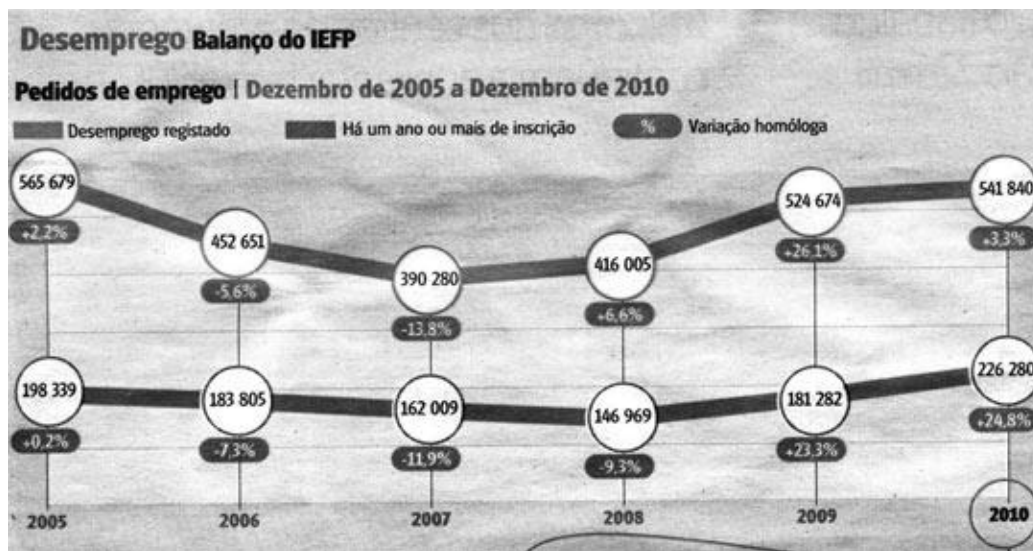 Desemprego Balanço do IEFP
Pedidos de emprego | Dezembro de 2005 a Dezembro de 2010
Desemprego registado Há um ano ou mais de inscrição % Variação homóloga
565 679 452 651 390 280 416 005 524 674 541 840
+2,2% -5,6% -13,8% +6,6% +26,1% +3,3%
198 339 183 805 162 009 146 969 181 282 226 280
+0,2% -7,3% -11,9% -9,3% +23,3% +24,8%
2005 2006 2007 2008 2009 2010